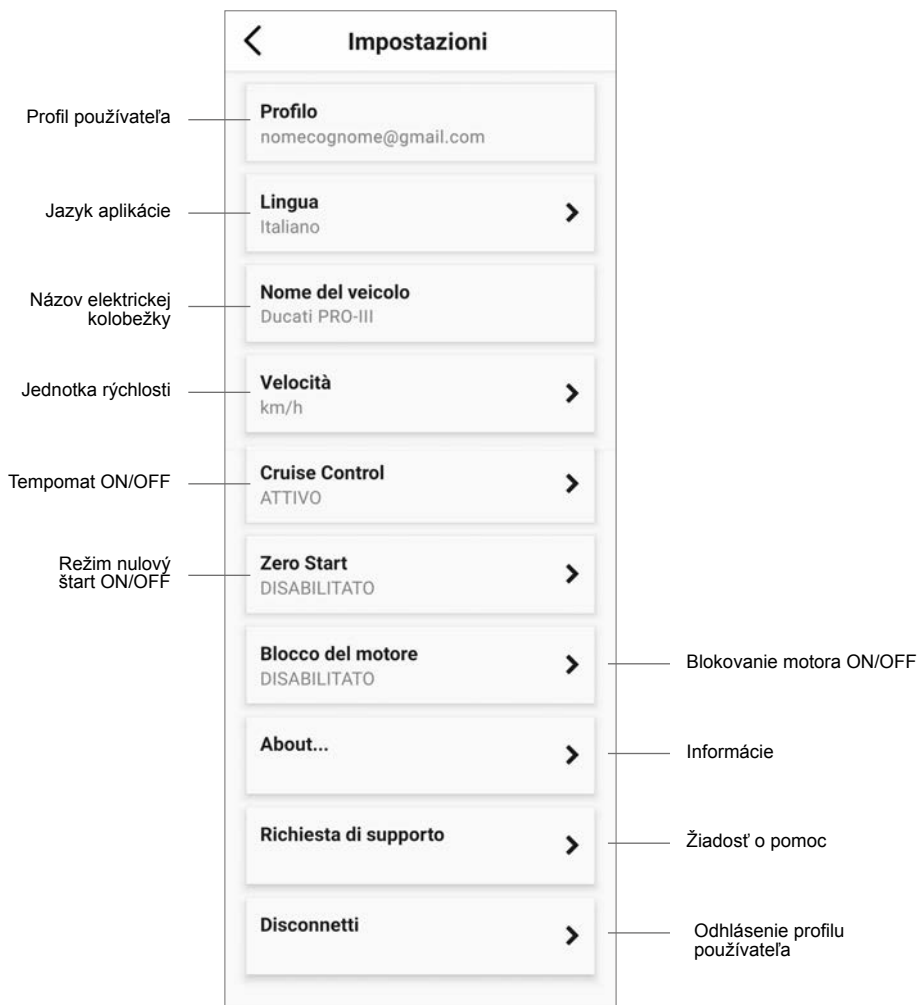 Impostazioni
Profil používateľa
Profilo
nomecognome@gmail.com
Jazyk aplikácie
Lingua
Italiano
Názov elektrickej
kolobežky
Nome del veicolo
Ducati PRO-III
Jednotka rýchlosti
Velocità
km/h
Tempomat ON/OFF
Cruise Control
ATTIVO
Režim nulový
štart ON/OFF
Zero Start
DISABILITATO
Blocco del motore
DISABILITATO
Blokovanie motora ON/OFF
About...
Informácie
Richiesta di supporto
Žiadosť o pomoc
Disconnetti
Odhlásenie profilu
používateľa